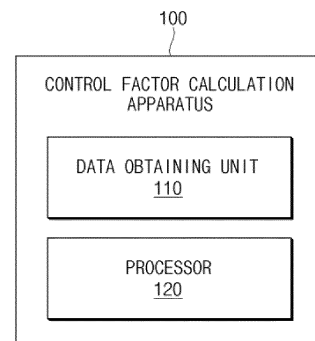 100
CONTROL FACTOR CALCULATION
APPARATUS
DATA OBTAINING UNIT
110
PROCESSOR
120